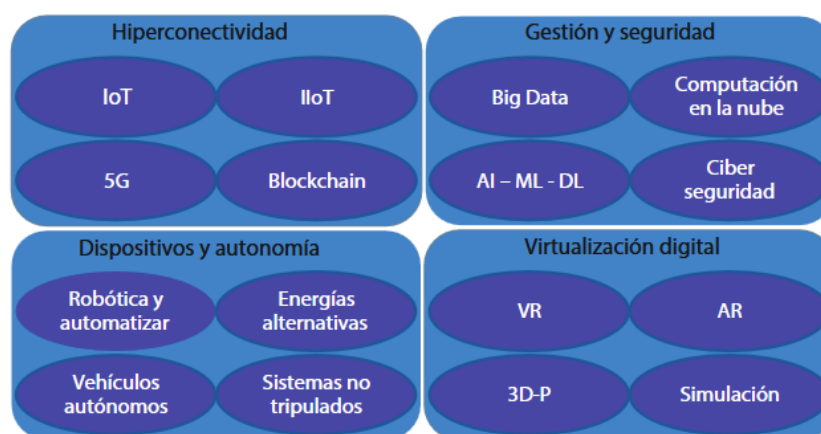 Hiperconectividad
IoT
IIoT
5G
Blockchain
Gestión y seguridad
Big Data
Computación
en la nube
AI – ML - DL
Ciber
seguridad
Dispositivos y autonomía
Robótica y
automatizar
Energías
alternativas
Vehículos
autónomos
Sistemas no
tripulados
Virtualización digital
VR
AR
3D-P
Simulación